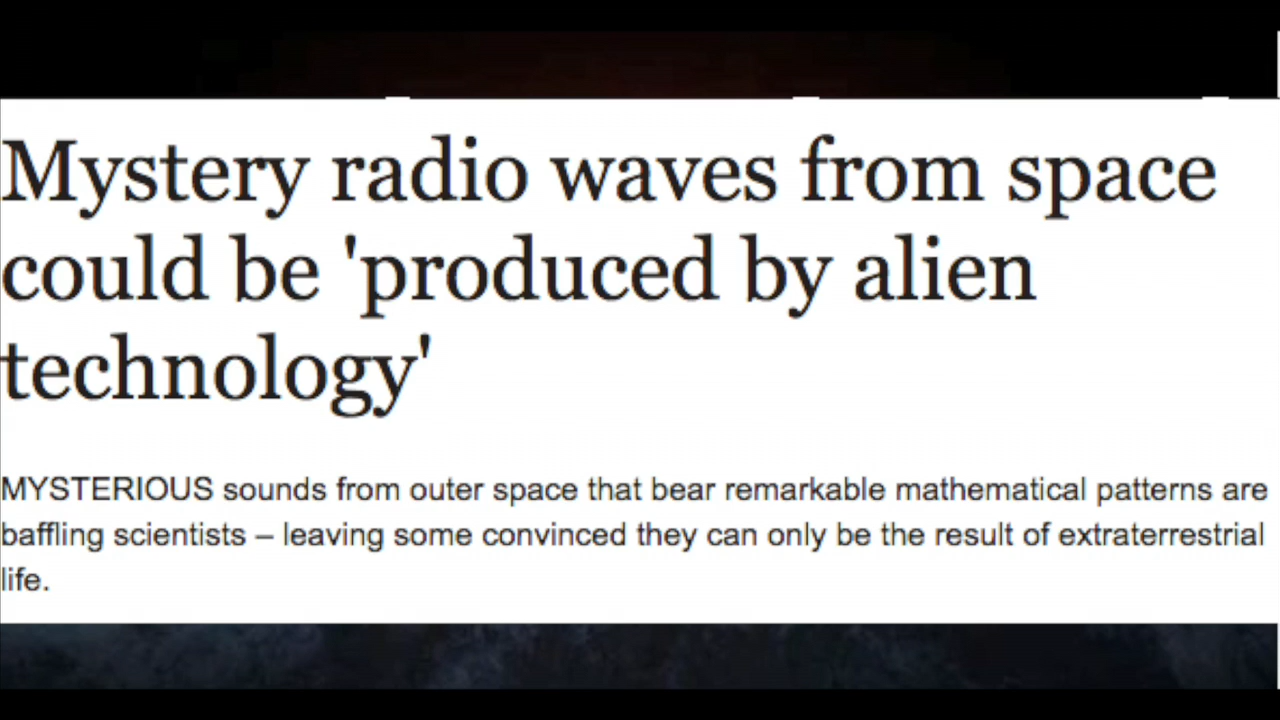 Mystery radio waves from space
could be 'produced by alien
technology'
MYSTERIOUS sounds from outer space that bear remarkable mathematical patterns are
baffling scientists – leaving some convinced they can only be the result of extraterrestrial
life.